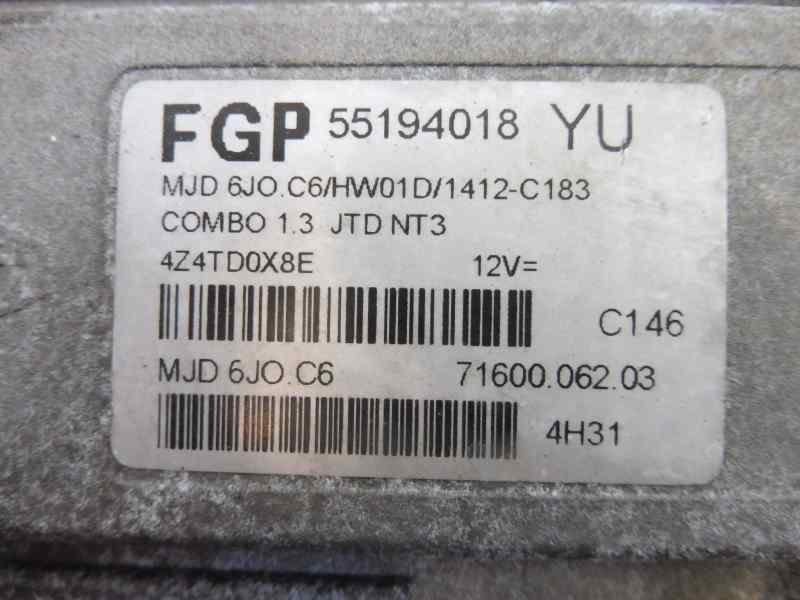 FGP 55194018 YU
MJD 6JO.C6/HW01D/1412-C183
COMBO 1.3 JTD NT3
4Z4TD0X8E 12V=
C146
MJD 6JO.C6 71600.062.03
4H31